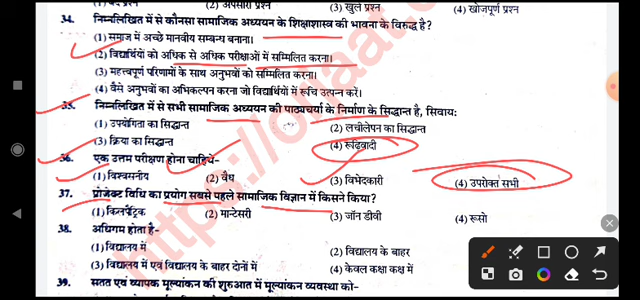 (2) अपसारी प्रश्न (3) खुले प्रश्न (4) खोजपूर्ण प्रश्न
34. निम्नलिखित में से कौनसा सामाजिक अध्ययन के शिक्षाशास्त्र की भावना के विरुद्ध है?
(1) समाज में अच्छे मानवीय सम्बन्ध बनाना।
(2) विद्यार्थियों को अधिक से अधिक परीक्षाओं में सम्मिलित करना।
(3) महत्त्वपूर्ण परिणामों के साथ अनुभवों को सम्मिलित करना।
(4) वैसे अनुभवों का अभिकल्पन करना जो विद्यार्थियों में रूचि उत्पन्न करें।
35. निम्नलिखित में से सभी सामाजिक अध्ययन की पाठ्यचर्या के निर्माण के सिद्धान्त है, सिवाय:
(1) उपयोगिता का सिद्धान्त (2) लचीलेपन का सिद्धान्त
(3) क्रिया का सिद्धान्त (4) रूढ़िवादी
36. एक उत्तम परीक्षण होना चाहिये-
(1) विश्वसनीय (2) वैध (3) विभेदकारी (4) उपरोक्त सभी
37. प्रोजेक्ट विधि का प्रयोग सबसे पहले सामाजिक विज्ञान में किसने किया?
(1) किलपैट्रिक (2) मान्टेसरी (3) जॉन डीवी (4) रूसो
38. अधिगम होता है-
(1) विद्यालय में (2) विद्यालय के बाहर
(3) विद्यालय में एवं विद्यालय के बाहर दोनों में (4) केवल कक्षा कक्ष में
39. सतत एवं व्यापक मूल्यांकन की शुरुआत में मूल्यांकन व्यवस्था को-